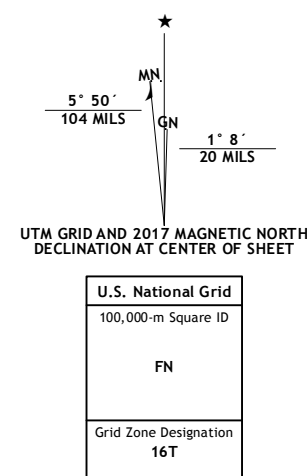 ★
MN.
5° 50´
104 MILS
GN
1° 8´
20 MILS
UTM GRID AND 2017 MAGNETIC NORTH
DECLINATION AT CENTER OF SHEET
U.S. National Grid
100,000-m Square ID
FN
Grid Zone Designation
16T